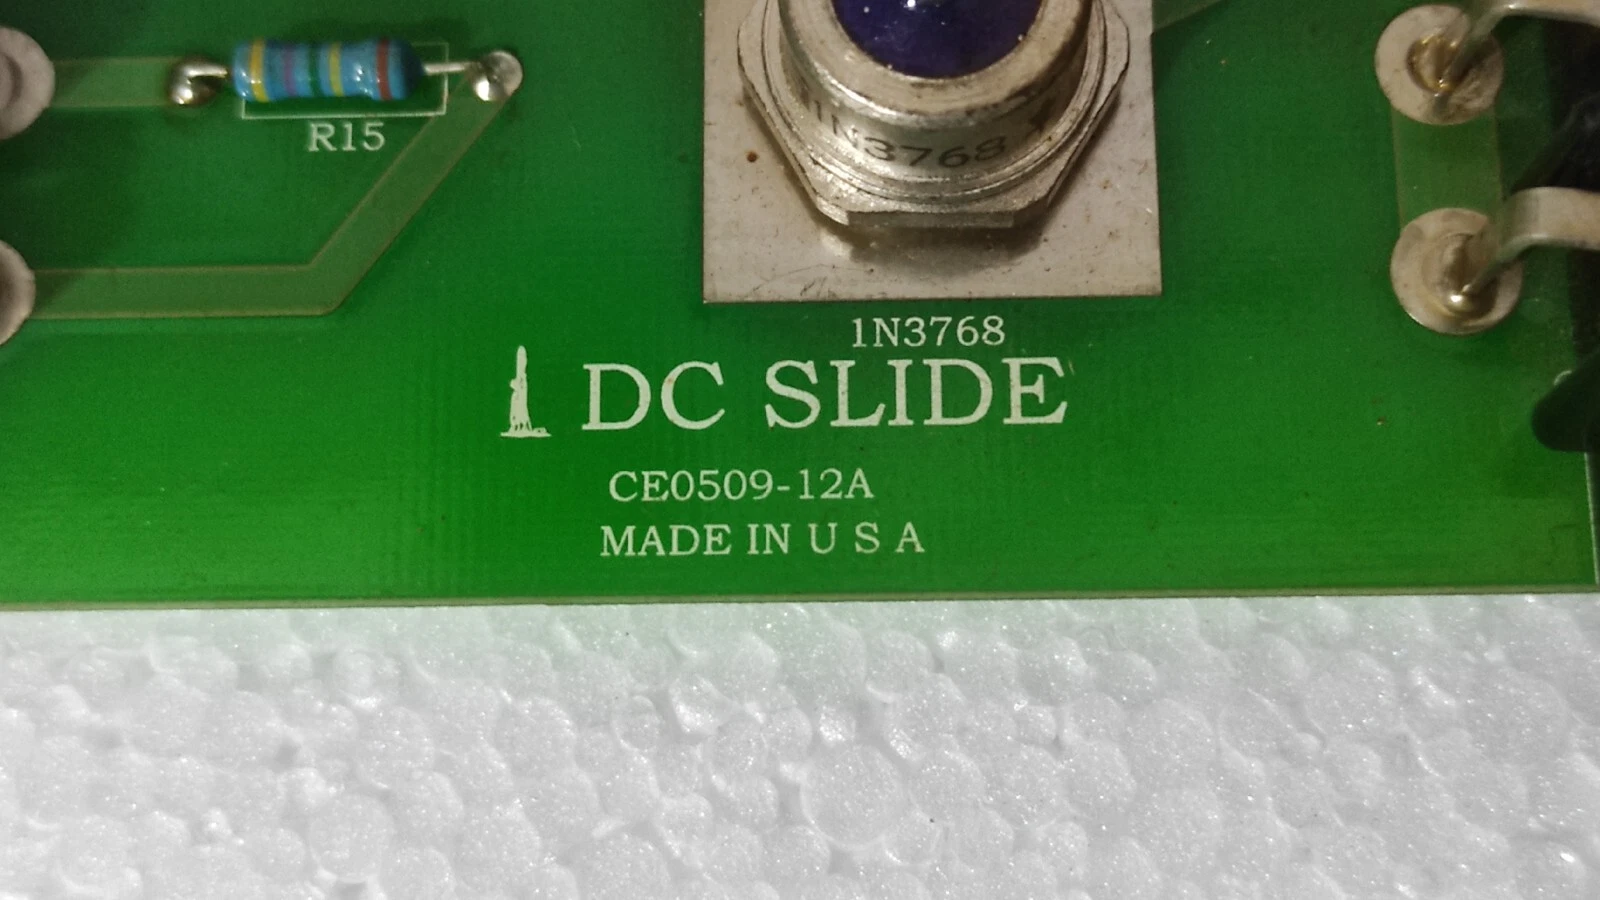 1N3768
R15
1N3768
DC SLIDE
CE0509-12A
MADE IN U S A